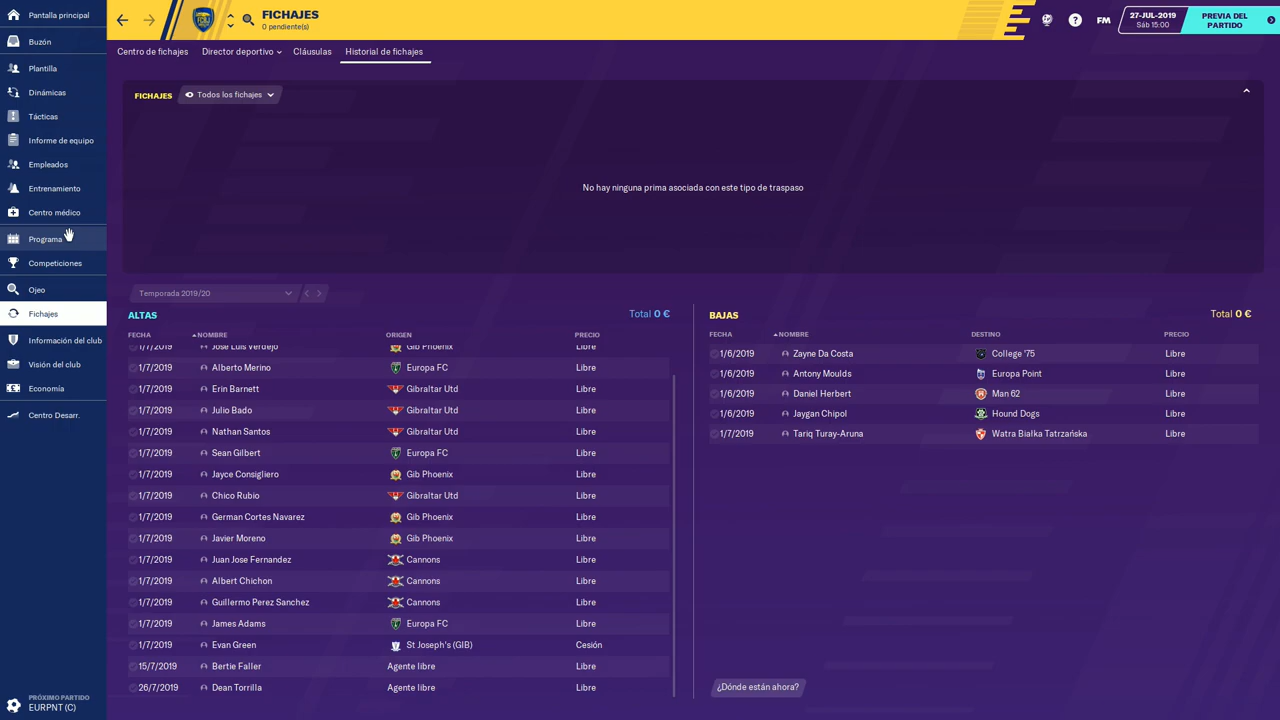 Pantalla principal
Buzón
Plantilla
Dinámicas
Tácticas
Informe de equipo
Empleados
Entrenamiento
Centro médico
Programa
Competiciones
Ojeo
Fichajes
Información del club
Visión del club
Economía
Centro Desarr.
PRÓXIMO PARTIDO
EURPNT (C)
FICHAJES
0 pendiente(s)
FM
27-JUL-2019
Sáb 15:00
PREVIA DEL
PARTIDO
Centro de fichajes Director deportivo Cláusulas Historial de fichajes
FICHAJES Todos los fichajes
No hay ninguna prima asociada con este tipo de traspaso
Temporada 2019/20
ALTAS Total 0 €
FECHA NOMBRE ORIGEN PRECIO
1/7/2019 Jose Luis Verdejo Gib Phoenix Libre
1/7/2019 Alberto Merino Europa FC Libre
1/7/2019 Erin Barnett Gibraltar Utd Libre
1/7/2019 Julio Bado Gibraltar Utd Libre
1/7/2019 Nathan Santos Gibraltar Utd Libre
1/7/2019 Sean Gilbert Europa FC Libre
1/7/2019 Jayce Consigliero Gib Phoenix Libre
1/7/2019 Chico Rubio Gibraltar Utd Libre
1/7/2019 German Cortes Navarez Gib Phoenix Libre
1/7/2019 Javier Moreno Gib Phoenix Libre
1/7/2019 Juan Jose Fernandez Cannons Libre
1/7/2019 Albert Chichon Cannons Libre
1/7/2019 Guillermo Perez Sanchez Cannons Libre
1/7/2019 James Adams Europa FC Libre
1/7/2019 Evan Green St Joseph's (GIB) Cesión
15/7/2019 Bertie Faller Agente libre Libre
26/7/2019 Dean Torrilla Agente libre Libre
BAJAS Total 0 €
FECHA NOMBRE DESTINO PRECIO
1/6/2019 Zayne Da Costa College '75 Libre
1/6/2019 Antony Moulds Europa Point Libre
1/6/2019 Daniel Herbert Man 62 Libre
1/6/2019 Jaygan Chipol Hound Dogs Libre
1/7/2019 Tariq Turay-Aruna Watra Białka Tatrzańska Libre
¿Dónde están ahora?